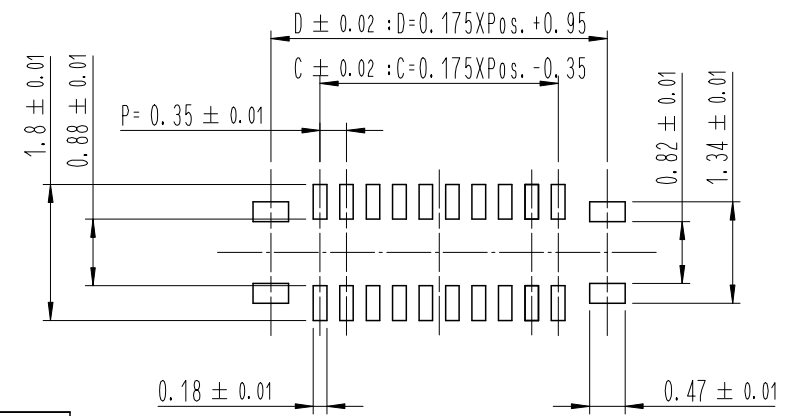 D ± 0.02 :D=0.175XPos.+0.95
C ± 0.02 :C=0.175XPos.-0.35
P= 0.35 ± 0.01
1.8 ± 0.01
0.88 ± 0.01
0.82 ± 0.01
1.34 ± 0.01
0.18 ± 0.01
0.47 ± 0.01